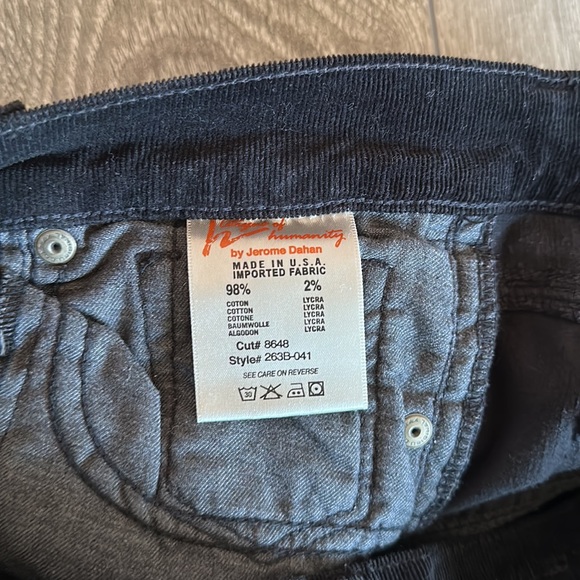 of
humanity
by Jerome Dahan
MADE IN U.S.A.
IMPORTED FABRIC
98% 2%
COTON LYCRA
COTTON LYCRA
COTONE LYCRA
BAUMWOLLE LYCRA
ALGODON LYCRA
Cut# 8648
Style# 263B-041
SEE CARE ON REVERSE
30